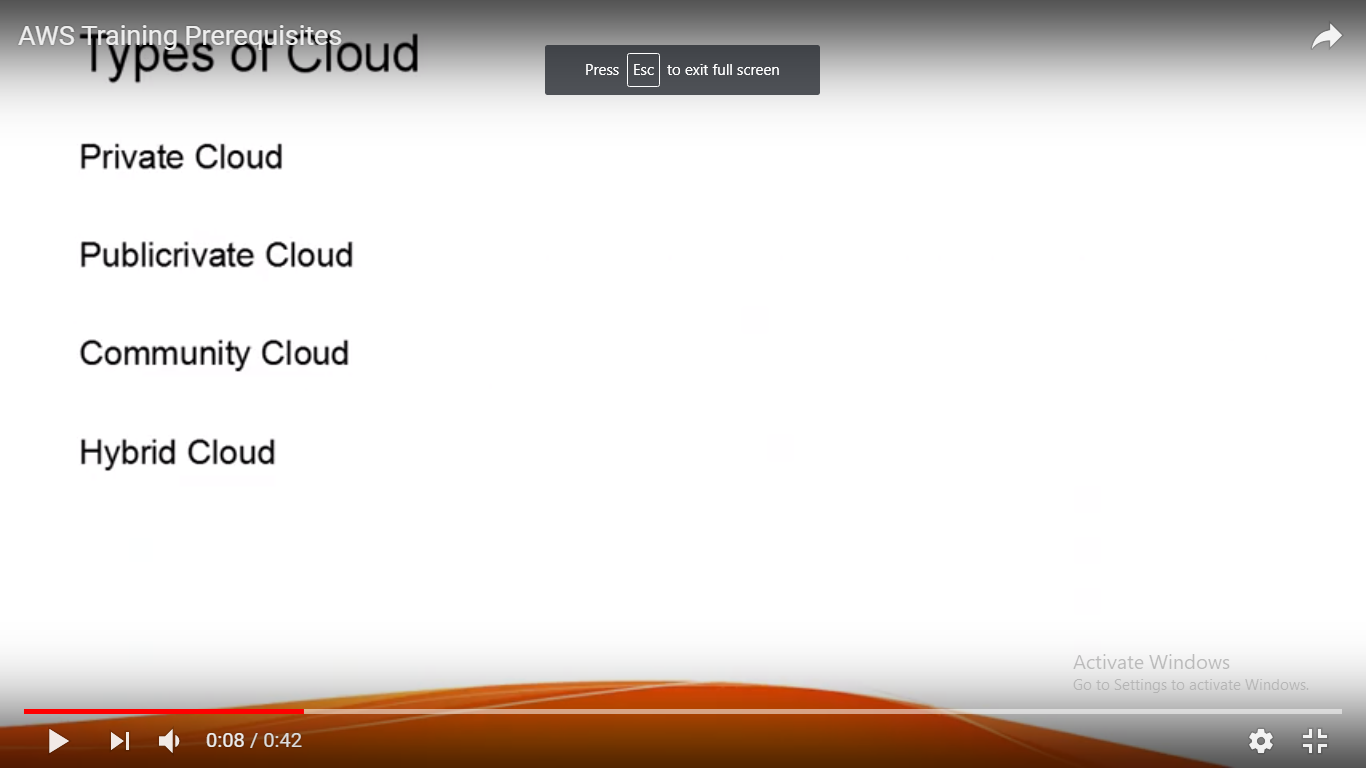 AWS Training Prerequisites
Types of Cloud
Press Esc to exit full screen
Private Cloud
Publicrivate Cloud
Community Cloud
Hybrid Cloud
Activate Windows
Go to Settings to activate Windows.
0:08 / 0:42